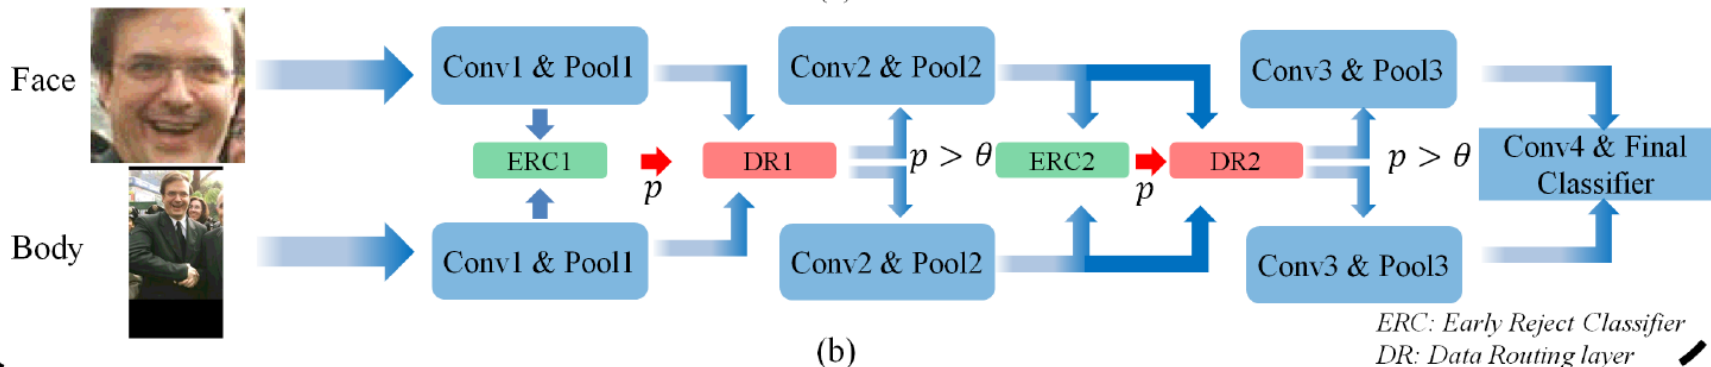 Face
Conv1 & Pool1
Conv2 & Pool2
Conv3 & Pool3
ERC1
p
DR1
p > θ
ERC2
p
DR2
p > θ
Conv4 & Final
Classifier
Body
Conv1 & Pool1
Conv2 & Pool2
Conv3 & Pool3
ERC: Early Reject Classifier
DR: Data Routing layer
(b)